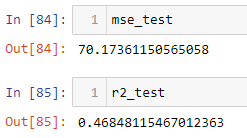 In [84]: 1 mse_test
Out[84]: 70.17361150565058
In [85]: 1 r2_test
Out[85]: 0.46848115467012363